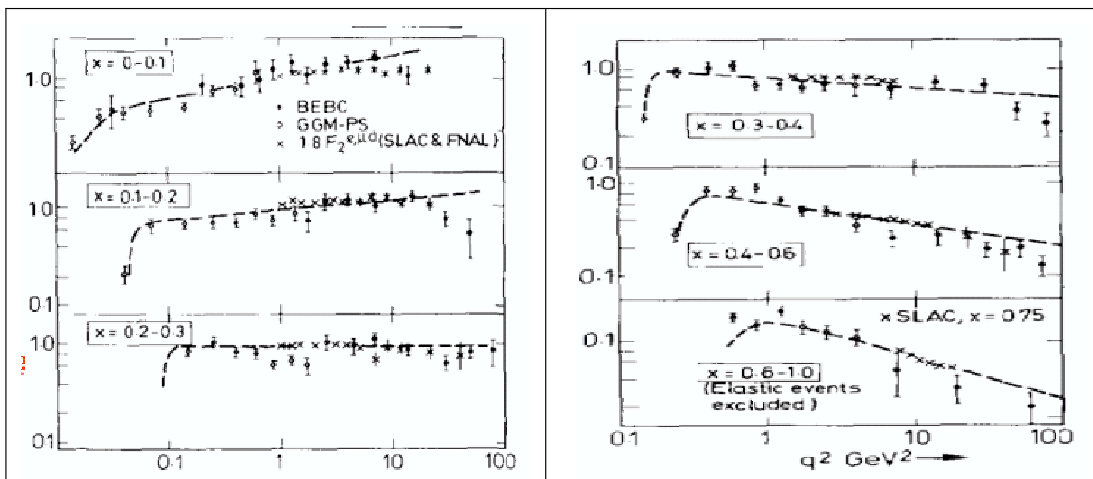 x = 0-0.1
1.0
• BEBC
○ GGM-PS
× 1.8 F₂^e,μd (SLAC & FNAL)
0.1
x = 0.1-0.2
1.0
0.1
x = 0.2-0.3
1.0
0.1
0.1 1 10 100
1.0
x = 0.3-0.4
0.1
1.0
x = 0.4-0.6
0.1
× SLAC, x = 0.75
0.1
x = 0.6-1.0
(Elastic events
excluded)
0.1 1 10 100
q² GeV² →